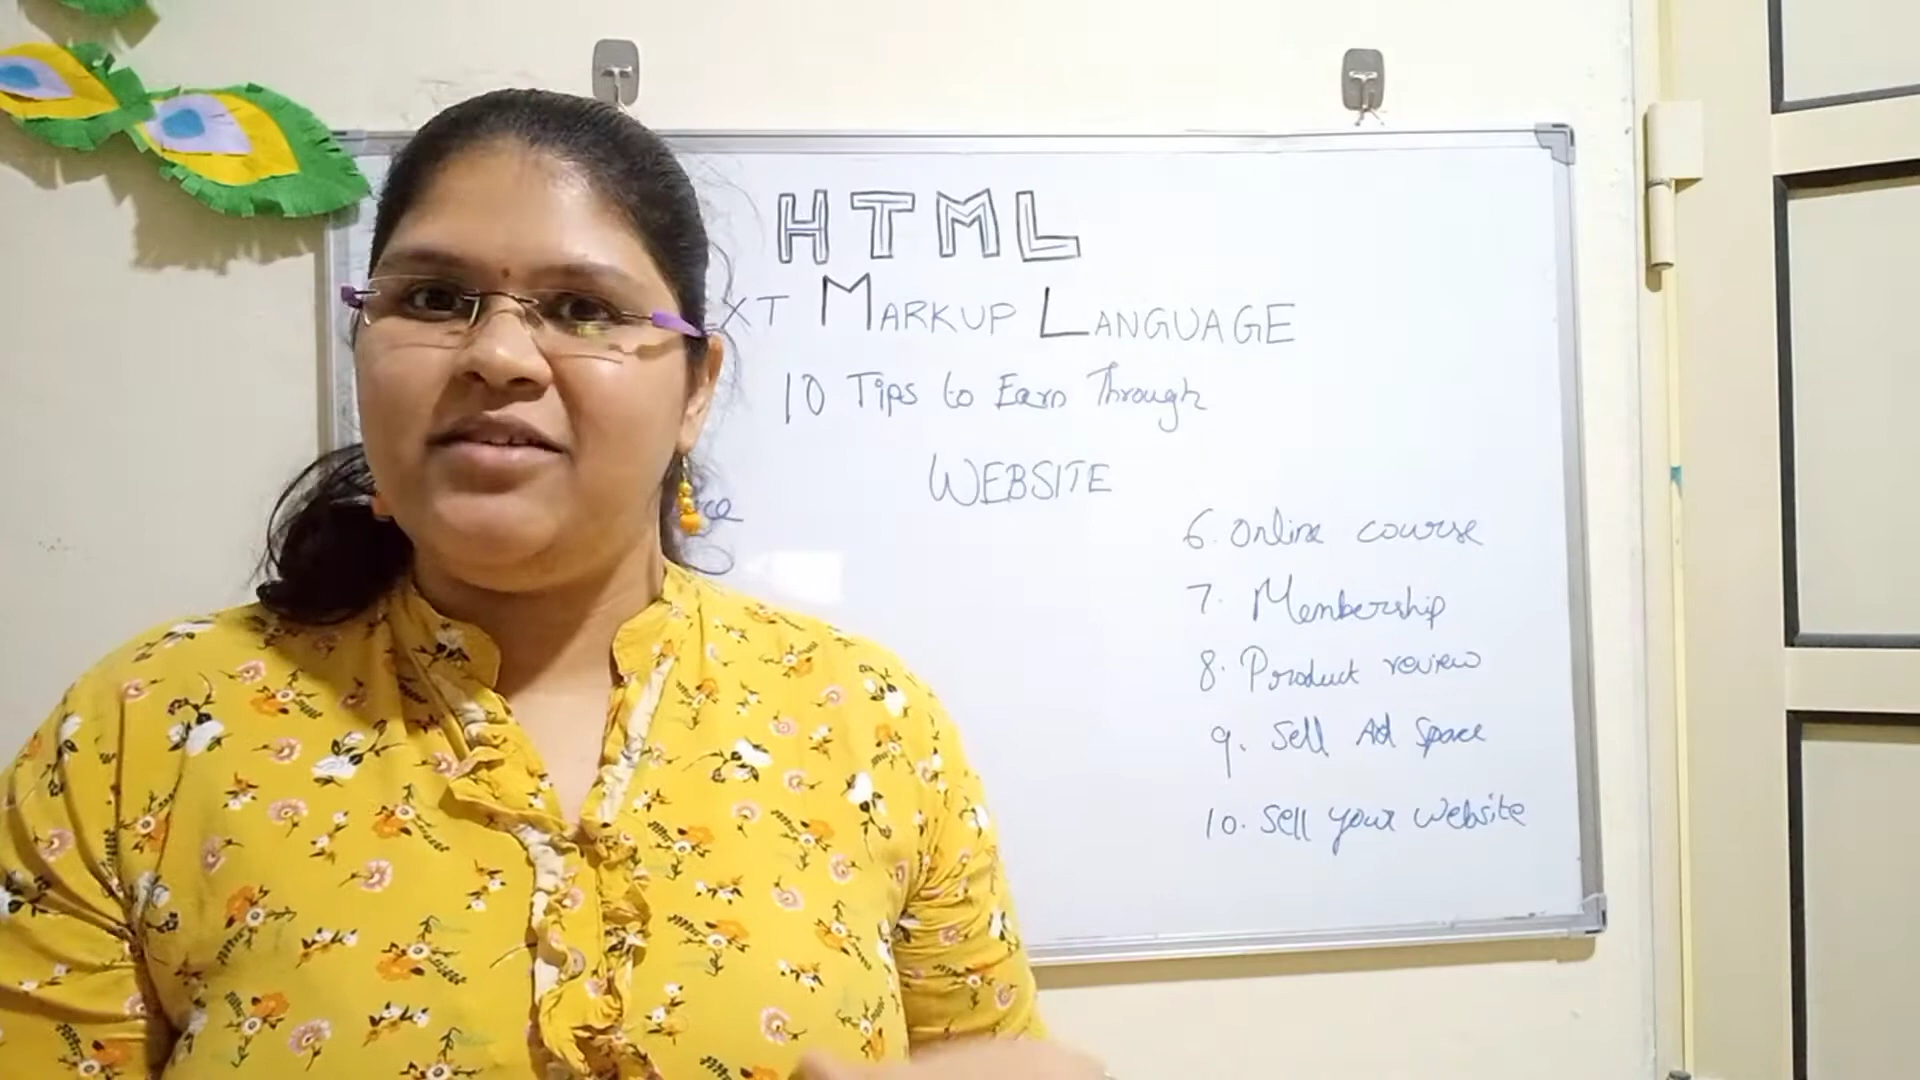 HTML
XT MARKUP LANGUAGE
10 Tips to Earn Through
WEBSITE
6. Online course
7. Membership
8. Product review
9. Sell Ad Space
10. Sell your website